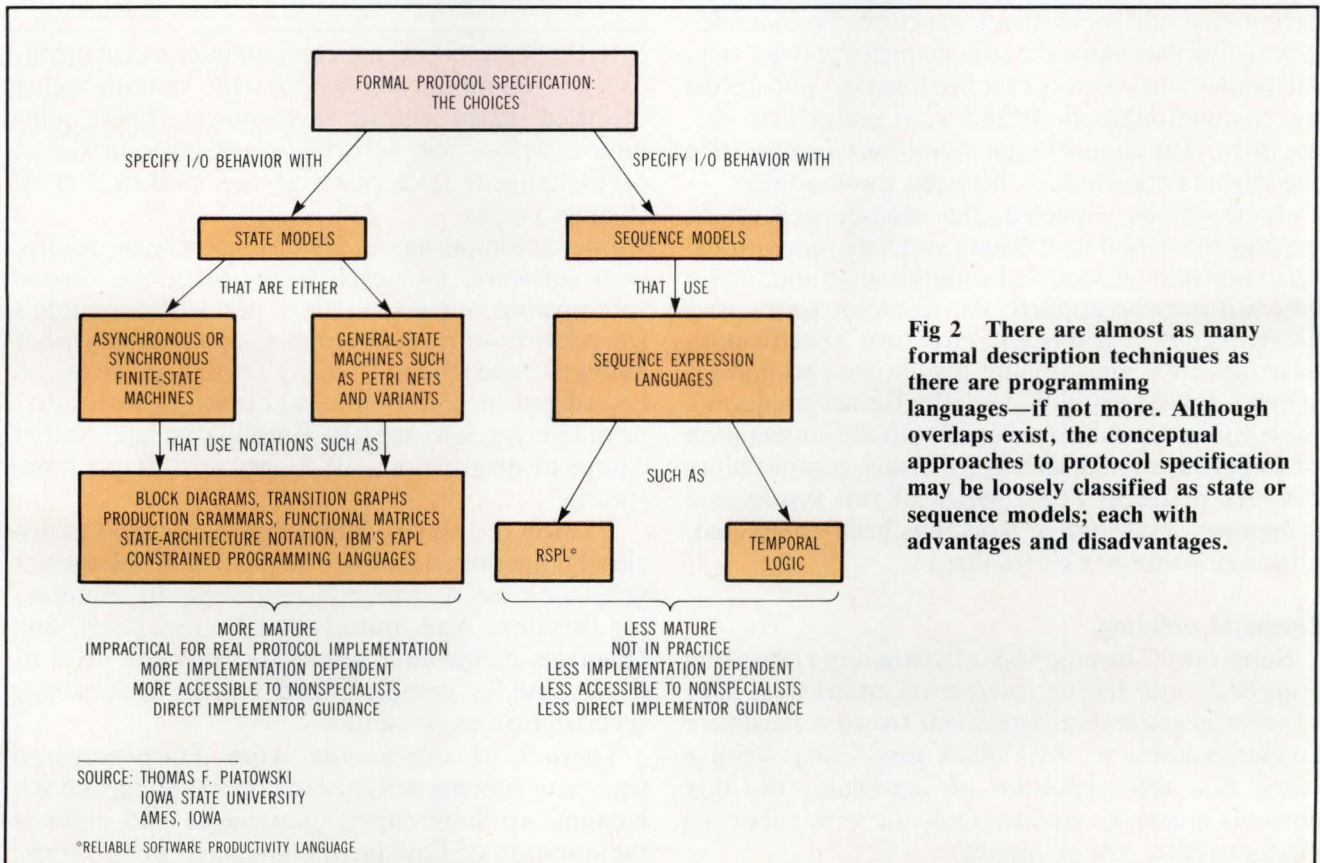 FORMAL PROTOCOL SPECIFICATION:
THE CHOICES
SPECIFY I/O BEHAVIOR WITH
SPECIFY I/O BEHAVIOR WITH
STATE MODELS
SEQUENCE MODELS
THAT ARE EITHER
THAT USE
ASYNCHRONOUS OR
SYNCHRONOUS
FINITE-STATE
MACHINES
GENERAL-STATE
MACHINES SUCH
AS PETRI NETS
AND VARIANTS
SEQUENCE EXPRESSION
LANGUAGES
THAT USE NOTATIONS SUCH AS
SUCH AS
BLOCK DIAGRAMS, TRANSITION GRAPHS
PRODUCTION GRAMMARS, FUNCTIONAL MATRICES
STATE-ARCHITECTURE NOTATION, IBM'S FAPL
CONSTRAINED PROGRAMMING LANGUAGES
RSPL*
TEMPORAL
LOGIC
MORE MATURE
IMPRACTICAL FOR REAL PROTOCOL IMPLEMENTATION
MORE IMPLEMENTATION DEPENDENT
MORE ACCESSIBLE TO NONSPECIALISTS
DIRECT IMPLEMENTOR GUIDANCE
LESS MATURE
NOT IN PRACTICE
LESS IMPLEMENTATION DEPENDENT
LESS ACCESSIBLE TO NONSPECIALISTS
LESS DIRECT IMPLEMENTOR GUIDANCE
SOURCE: THOMAS F. PIATOWSKI
IOWA STATE UNIVERSITY
AMES, IOWA
*RELIABLE SOFTWARE PRODUCTIVITY LANGUAGE
Fig 2 There are almost as many
formal description techniques as
there are programming
languages—if not more. Although
overlaps exist, the conceptual
approaches to protocol specification
may be loosely classified as state or
sequence models; each with
advantages and disadvantages.